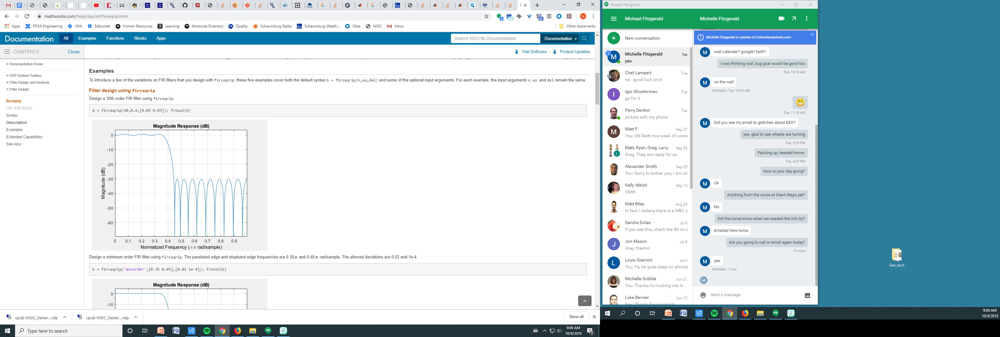 mathworks.com/help/dsp/ref/firceqrip.html
Apps FPGA Engineering JIRA Bitbucket Human Resources Learning Motorola Directory Quality Schaumburg Radar Schaumburg Weath... Okta MSIC Inbox Other bookmarks
Documentation All Examples Functions Blocks Apps Search R2019b Documentation Documentation
CONTENTS Close Trial Software Product Updates
« Documentation Home
« DSP System Toolbox
« Filter Design and Analysis
« Filter Design
firceqrip
ON THIS PAGE
Syntax
Description
Examples
Extended Capabilities
See Also
Examples
To introduce a few of the variations on FIR filters that you design with firceqrip, these five examples cover both the default syntax b = firceqrip(n,wo,del) and some of the optional input arguments. For each example, the input arguments n, wo, and del remain the same.
Filter design using firceqrip
Design a 30th order FIR filter using firceqrip.
b = firceqrip(30,0.4,[0.05 0.03]); fvtool(b)
Magnitude Response (dB)
0
-10
-20
-30
-40
-50
-60
Magnitude (dB)
0 0.1 0.2 0.3 0.4 0.5 0.6 0.7 0.8 0.9
Normalized Frequency (×π rad/sample)
Design a minimum order FIR filter using firceqrip. The passband edge and stopband edge frequencies are 0.35π and 0.45π rad/sample. The allowed deviations are 0.02 and 1e-4.
b = firceqrip('minorder',[0.35 0.45],[0.02 1e-4]); fvtool(b)
Magnitude Response (dB)
0
-10
cpub-MSIC_Gener....rdp cpub-MSIC_Gener....rdp Show all
Type here to search
9:09 AM
10/9/2019
Google Hangouts
Michael Fitzgerald
New conversation
Michelle Fitzgerald 1m
yes
Chet Lampert Tue
np. good luck on it
Igor Shusterman Tue
go for it.
Perry Denton Tue
picture with my phone
Matt F Sep 27
You: OK Matt nice week of runni
Matt, Ryan, Greg, Larry Sep 25
Greg: They are ready for us
Alexander Smith Sep 25
You: Sorry to bother you, I am ok
Kelly Welsh Sep 13
OMW
Matt Riley Aug 28
In fact, I believe there is a WBC p
Sandra Dolan Jul 8
If you see this, check the IM on a
Jon Mason Jul 8
okay, thanks!
Louis Giannini Jul 3
You: Ya, he goes deep on almost
Michelle Gribble Jun 21
You: Thanks for looking into it.
Luke Bernier Jun 13
You: Thanks for moving it
Michelle Fitzgerald
Michelle Fitzgerald is outside of motorolasolutions.com
wall calendar? google? both?
I was thinking wall, bug gcal would be good too
Tue, 10:18 AM
on the wall
Michelle • Tue, 10:39 AM
Tue, 11:15 AM
Did you see my email to gretchen about EEG?
yes, glad to see wheels are turning
Tue, 3:39 PM
Packing up, headed home.
Tue, 4:07 PM
How is your day going?
Ok
Anything from the nurse at Giant Steps yet?
No
Did the nurse know when we needed the info by?
Emailed here twice
Are you going to call or email again today?
19 mins
yes
Michelle • 1 min
Send a message
Gen_tech
9:09 AM
10/9/2019